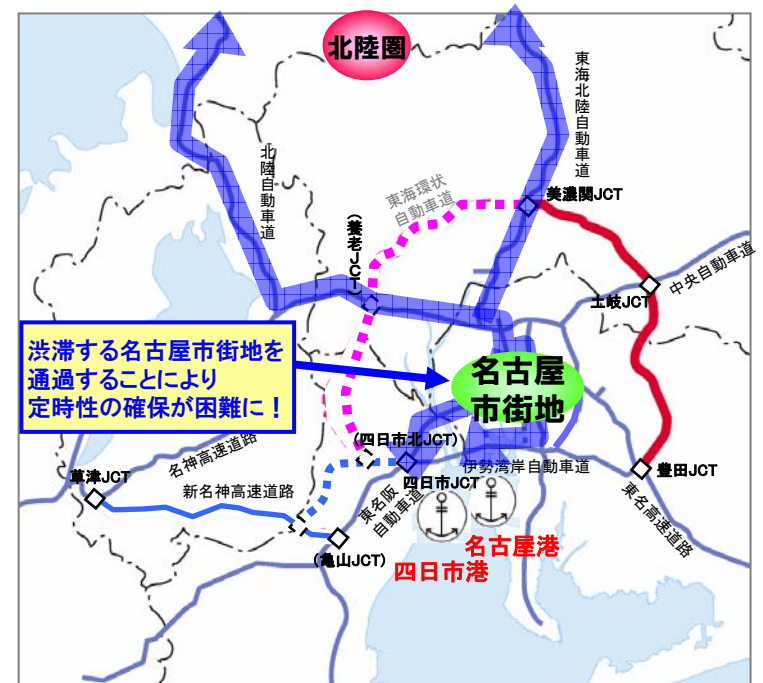 北陸圏
東海北陸自動車道
北陸自動車道
東海環状
自動車道
美濃関JCT
(養老JCT)
中央自動車道
土岐JCT
渋滞する名古屋市街地を
通過することにより
定時性の確保が困難に！
名古屋
市街地
(四日市北JCT)
名神高速道路
伊勢湾岸自動車道
豊田JCT
草津JCT
四日市JCT
新名神高速道路
東名阪
自動車道
東名高速道路
名古屋港
(亀山JCT)
四日市港